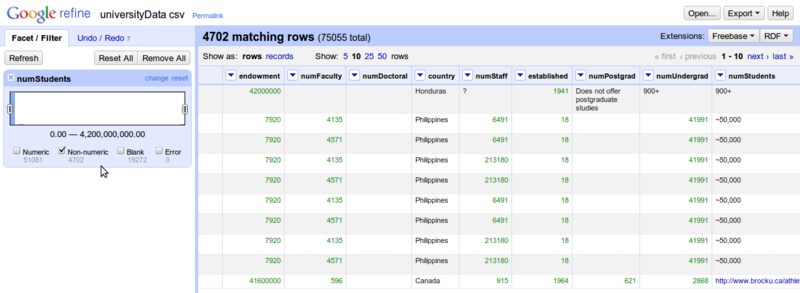 Google refine universityData csv Permalink
Open... Export Help
Facet / Filter Undo / Redo 7
Refresh Reset All Remove All
numStudents change reset
0.00 — 4,200,000,000.00
Numeric Non-numeric Blank Error
51081 4702 19272 0
4702 matching rows (75055 total)
Extensions: Freebase RDF
Show as: rows records Show: 5 10 25 50 rows
« first ‹ previous 1 - 10 next › last »
endowment numFaculty numDoctoral country numStaff established numPostgrad numUndergrad numStudents
42000000 Honduras ? 1941 Does not offer postgraduate studies 900+ 900+
7920 4135 Philippines 6491 18 41991 ~50,000
7920 4571 Philippines 6491 18 41991 ~50,000
7920 4135 Philippines 213180 18 41991 ~50,000
7920 4571 Philippines 213180 18 41991 ~50,000
7920 4135 Philippines 6491 18 41991 ~50,000
7920 4571 Philippines 6491 18 41991 ~50,000
7920 4135 Philippines 213180 18 41991 ~50,000
7920 4571 Philippines 213180 18 41991 ~50,000
41600000 596 Canada 915 1964 621 2868 http://www.brocku.ca/athle